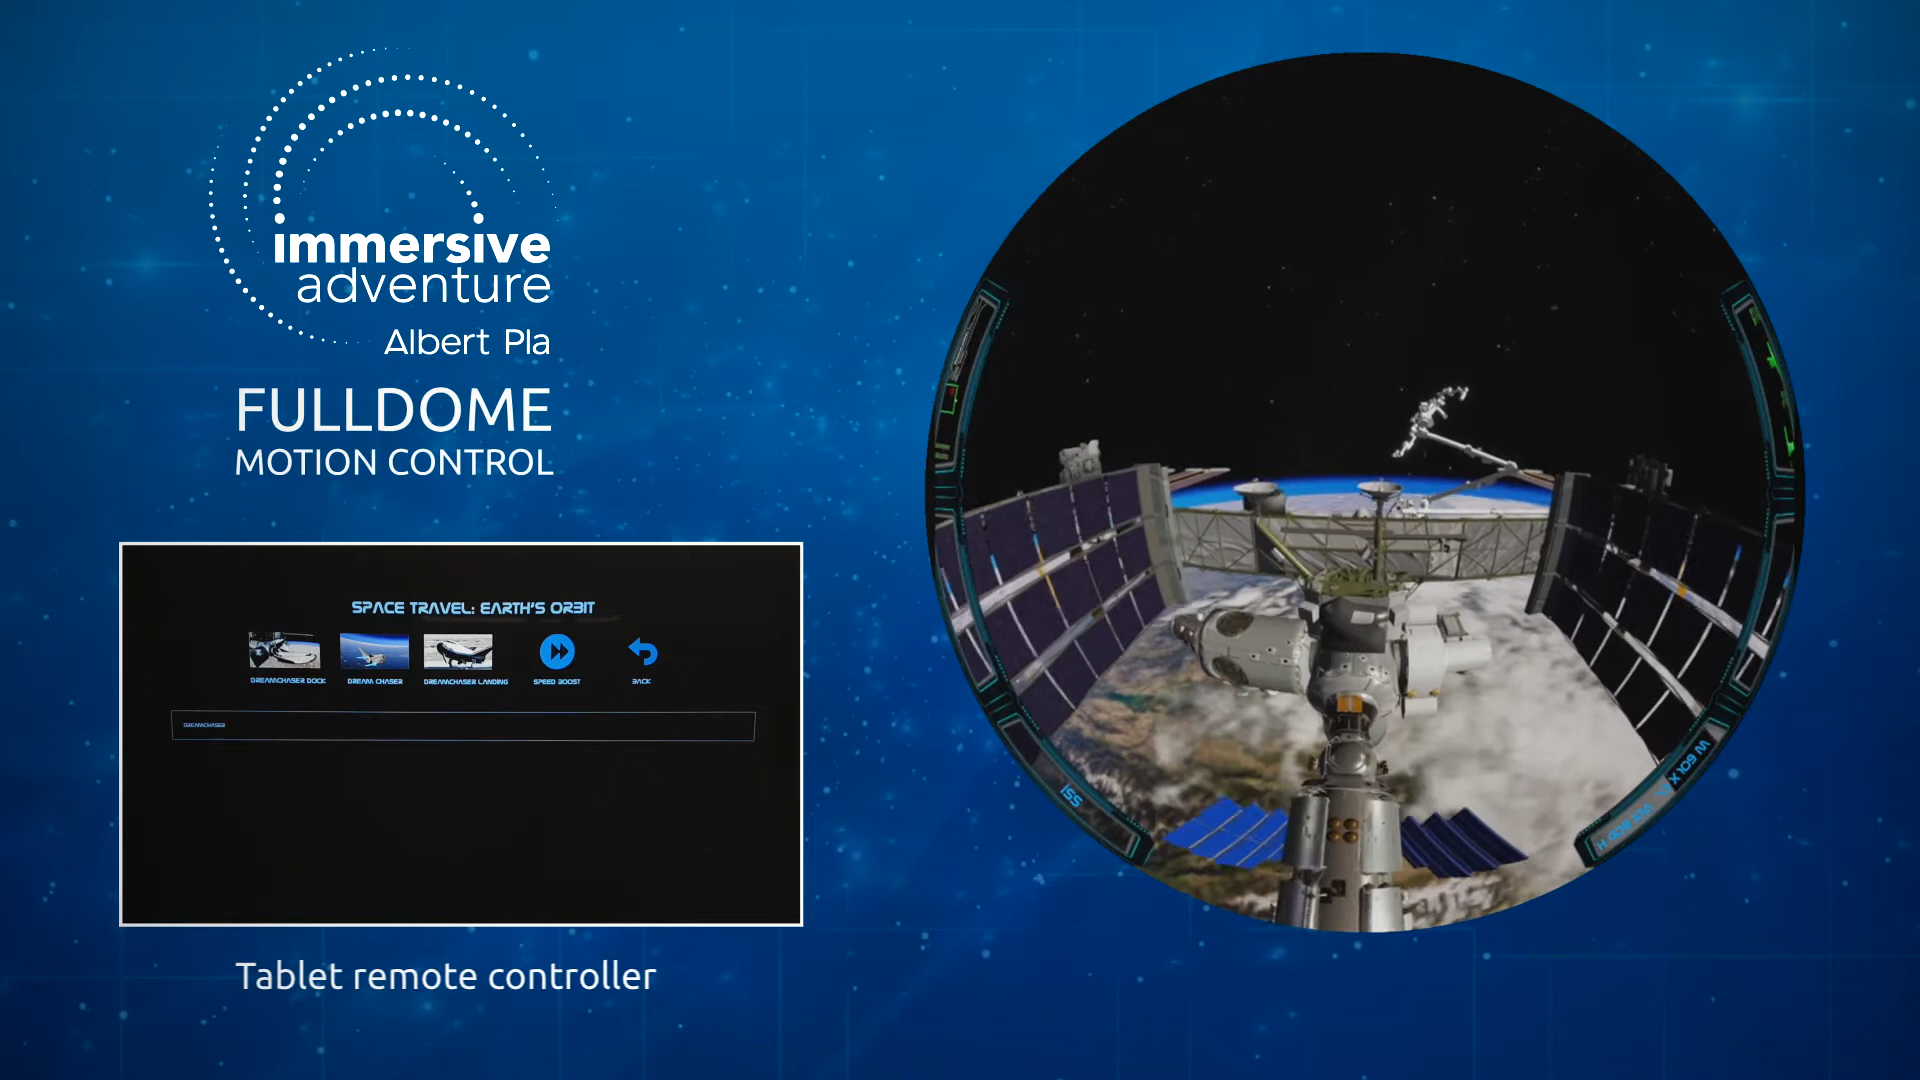 immersive
adventure
Albert Pla
FULLDOME
MOTION CONTROL
SPACE TRAVEL: EARTH'S ORBIT
DREAMCHASER DOCK
DREAM CHASER
DREAMCHASER LANDING
SPEED BOOST
BACK
DREAMCHASER
Tablet remote controller
ISS